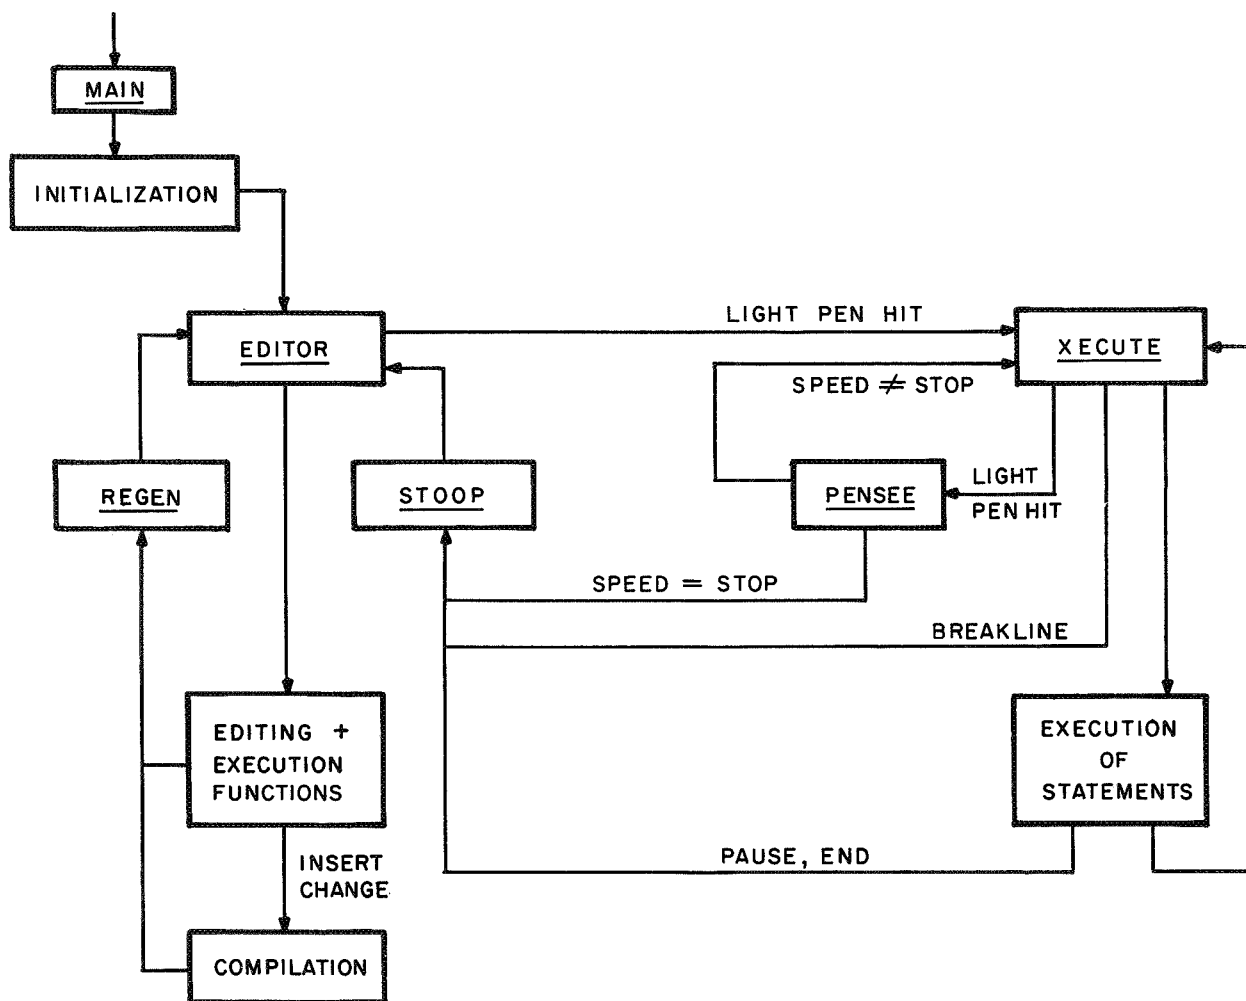 MAIN
INITIALIZATION
LIGHT PEN HIT
EDITOR
XECUTE
SPEED ≠ STOP
REGEN
STOOP
PENSEE
LIGHT
PEN HIT
SPEED = STOP
BREAKLINE
EDITING +
EXECUTION
FUNCTIONS
EXECUTION
OF
STATEMENTS
INSERT
CHANGE
PAUSE, END
COMPILATION